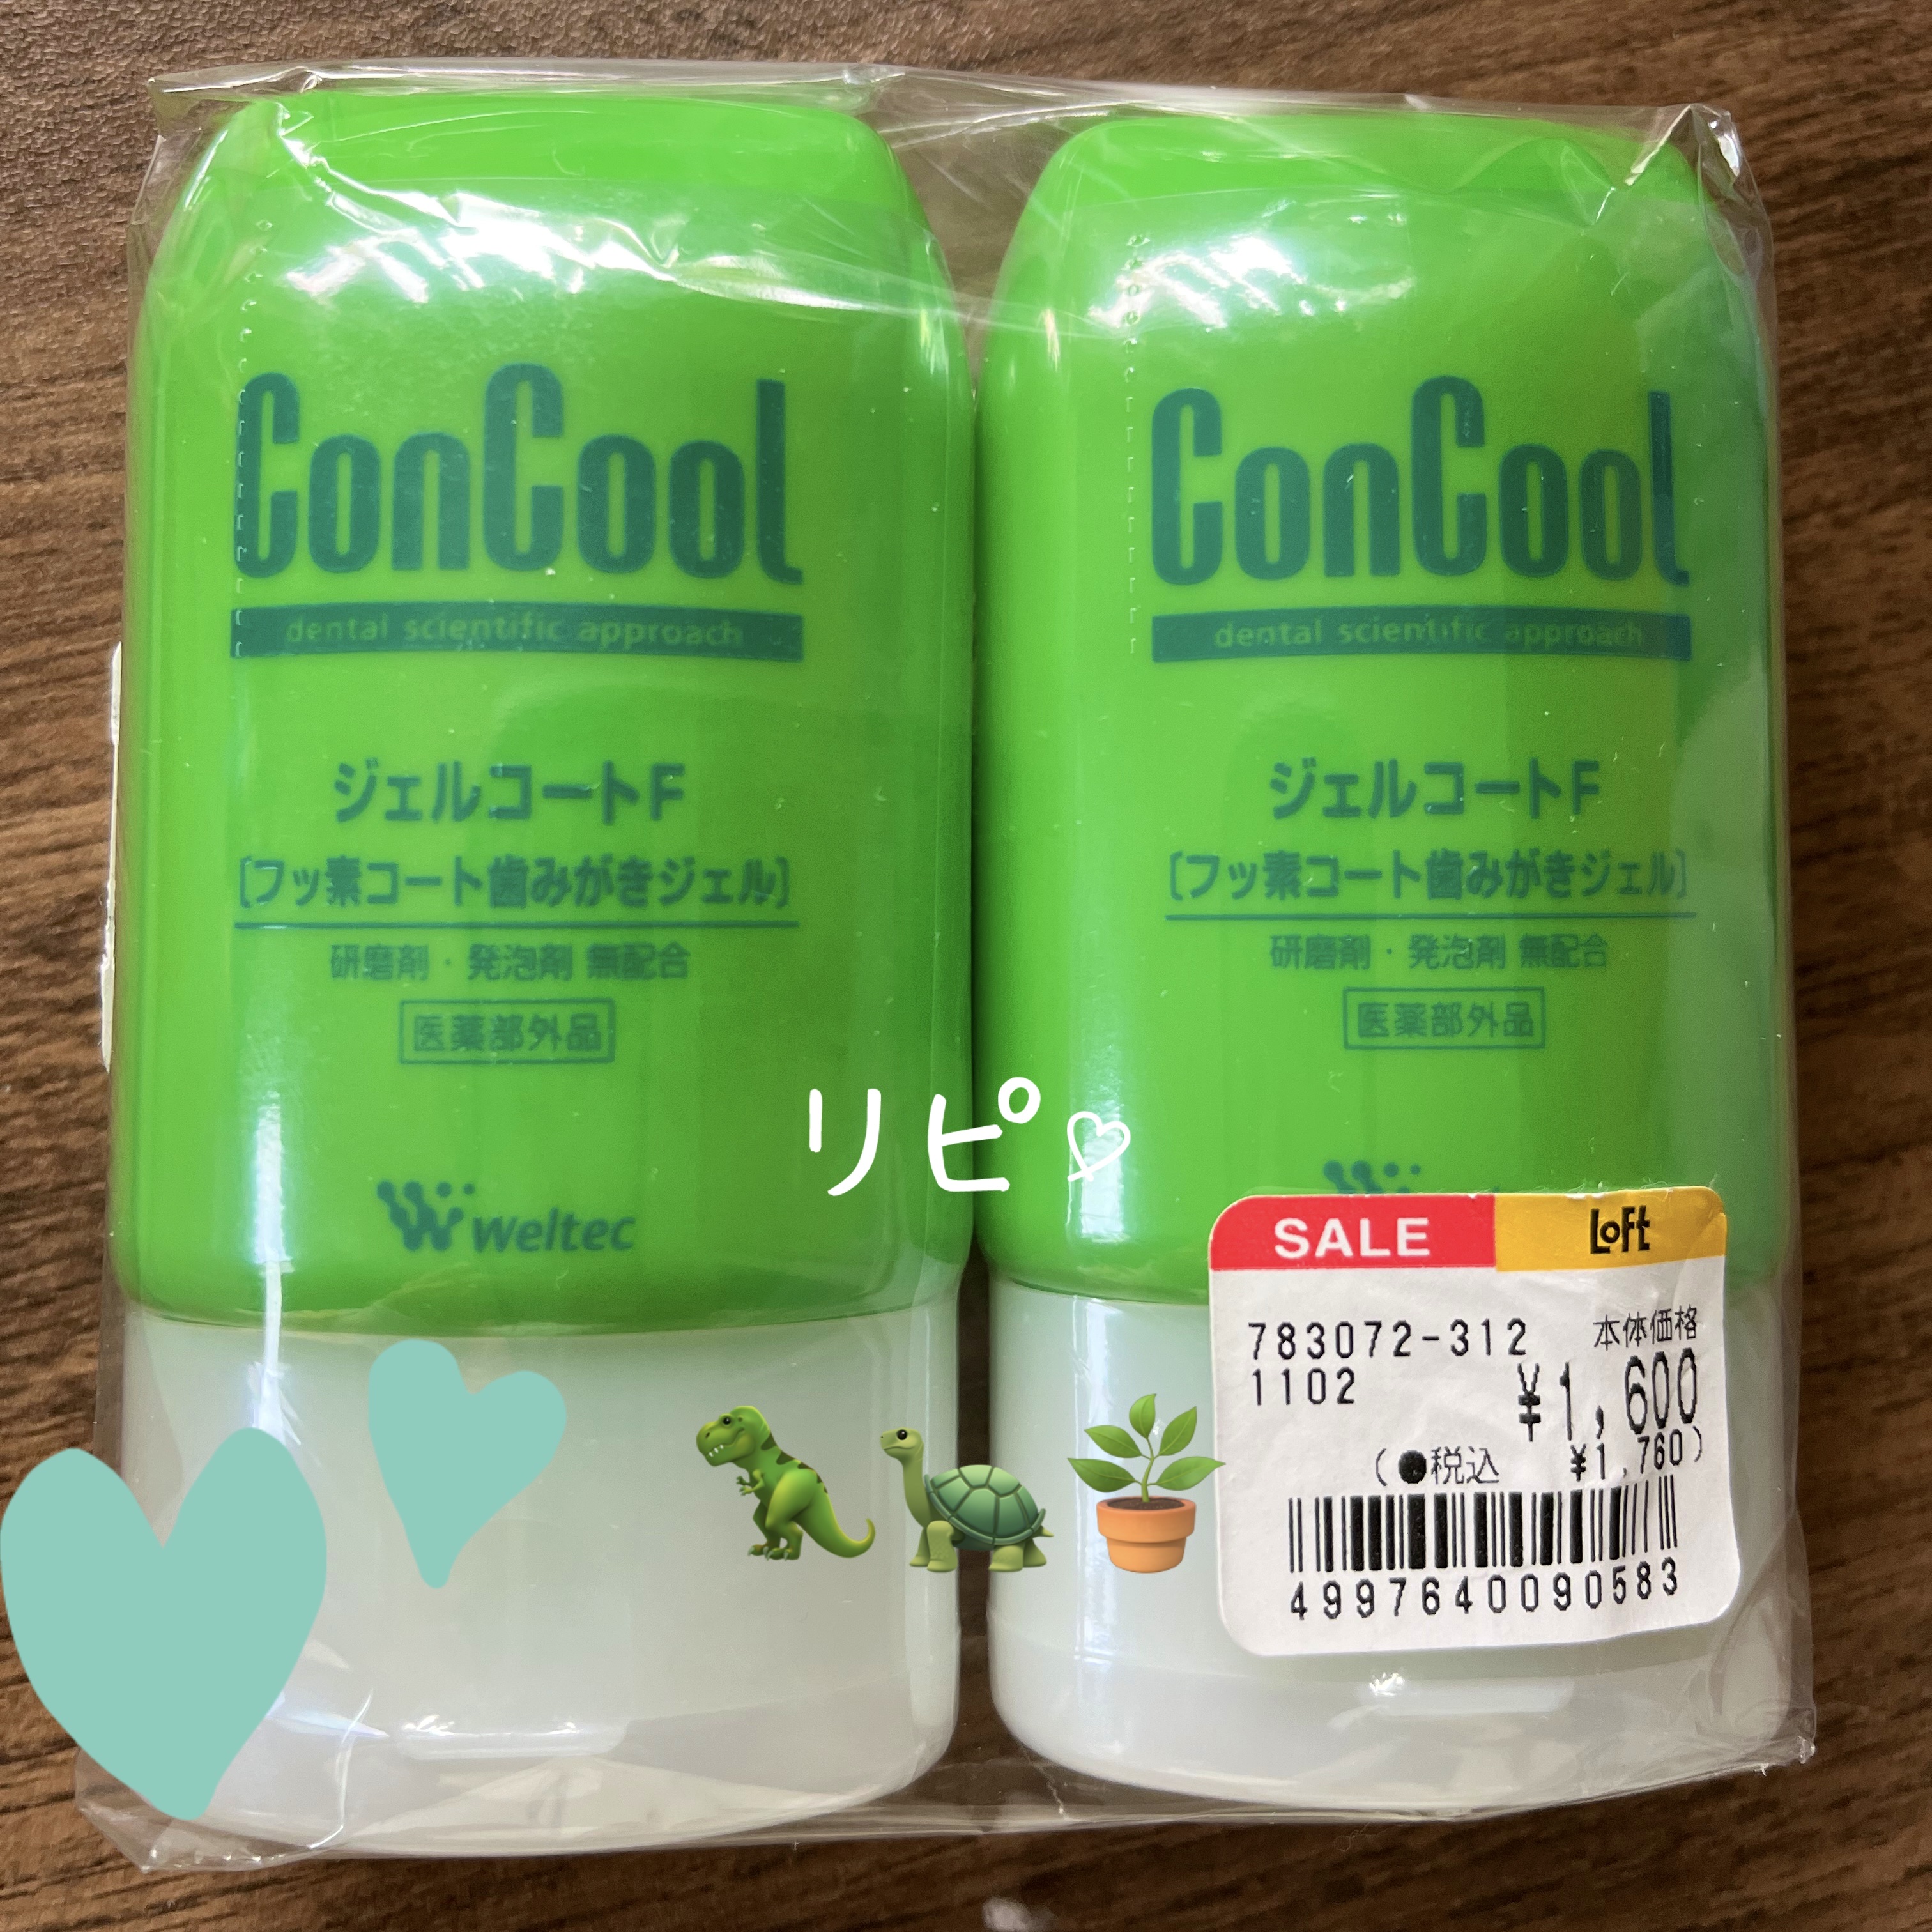 ConCool
dental scientific approach
ジェルコートF
[フッ素コート歯みがきジェル]
研磨剤・発泡剤 無配合
医薬部外品
weltec
ConCool
dental scientific approach
ジェルコートF
[フッ素コート歯みがきジェル]
研磨剤・発泡剤 無配合
医薬部外品
リピ♡
SALE LoFt
783072-312 本体価格
1102 ¥1,600
(●税込 ¥1,760)
4997640090583